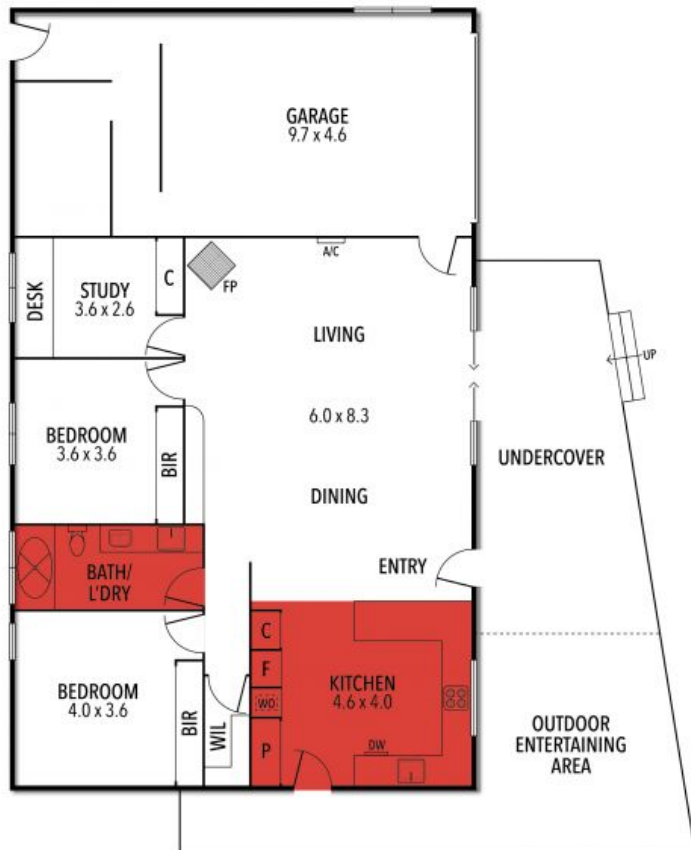 GARAGE
9.7 x 4.6
A/C
FP
C
DESK
STUDY
3.6 x 2.6
LIVING
UP
6.0 x 8.3
BEDROOM
3.6 x 3.6
BIR
UNDERCOVER
DINING
BATH/
L'DRY
ENTRY
C
F
WO
P
KITCHEN
4.6 x 4.0
DW
BEDROOM
4.0 x 3.6
BIR
WIL
OUTDOOR
ENTERTAINING
AREA